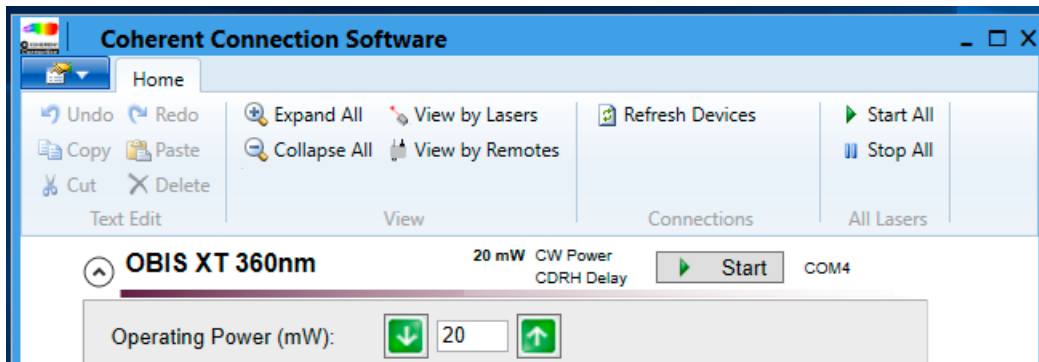 Coherent Connection Software
Home
Undo Redo Expand All View by Lasers Refresh Devices Start All
Copy Paste Collapse All View by Remotes Stop All
Cut Delete
Text Edit View Connections All Lasers
OBIS XT 360nm 20 mW CW Power Start COM4
CDRH Delay
Operating Power (mW): 20